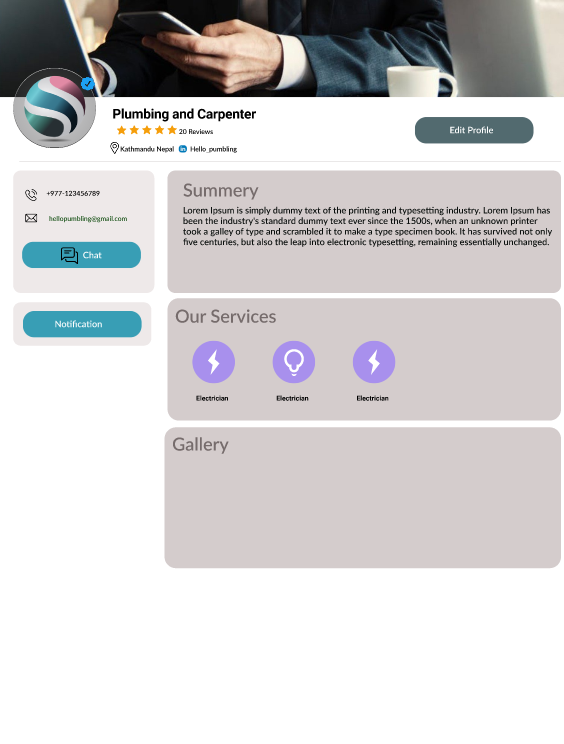 Plumbing and Carpenter
20 Reviews
Kathmandu Nepal
in Hello_pumbling
Edit Profile
+977-123456789
hellopumbling@gmail.com
Chat
Notification
Summery
Lorem Ipsum is simply dummy text of the printing and typesetting industry. Lorem Ipsum has
been the industry's standard dummy text ever since the 1500s, when an unknown printer
took a galley of type and scrambled it to make a type specimen book. It has survived not only
five centuries, but also the leap into electronic typesetting, remaining essentially unchanged.
Our Services
Electrician
Electrician
Electrician
Gallery